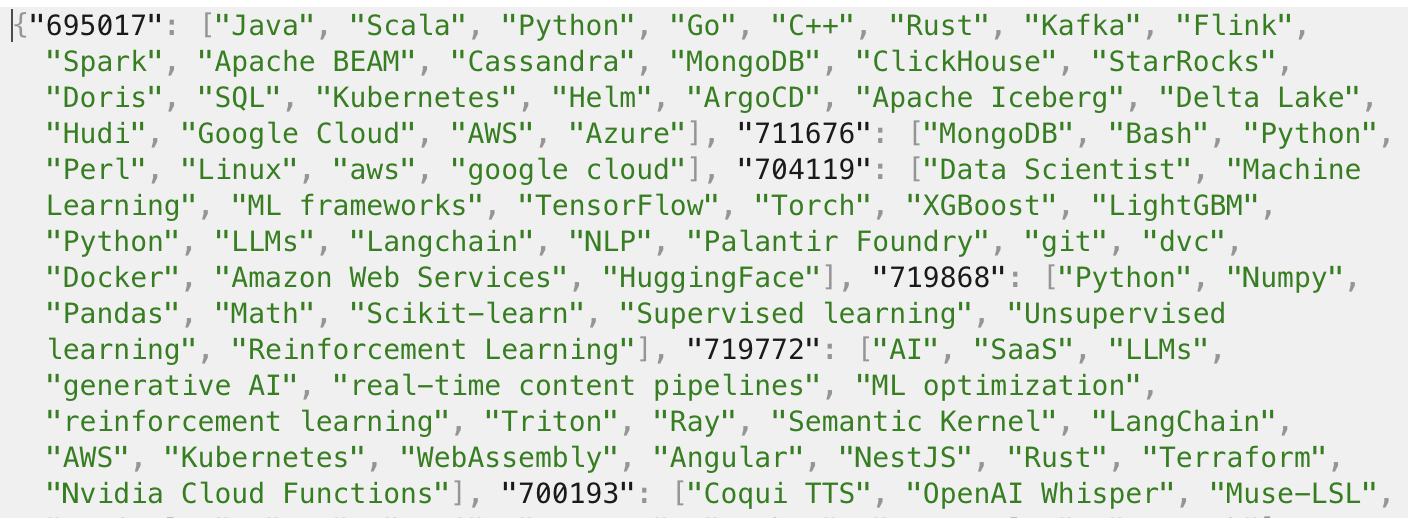 {"695017": ["Java", "Scala", "Python", "Go", "C++", "Rust", "Kafka", "Flink",
"Spark", "Apache BEAM", "Cassandra", "MongoDB", "ClickHouse", "StarRocks",
"Doris", "SQL", "Kubernetes", "Helm", "ArgoCD", "Apache Iceberg", "Delta Lake",
"Hudi", "Google Cloud", "AWS", "Azure"], "711676": ["MongoDB", "Bash", "Python",
"Perl", "Linux", "aws", "google cloud"], "704119": ["Data Scientist", "Machine
Learning", "ML frameworks", "TensorFlow", "Torch", "XGBoost", "LightGBM",
"Python", "LLMs", "Langchain", "NLP", "Palantir Foundry", "git", "dvc",
"Docker", "Amazon Web Services", "HuggingFace"], "719868": ["Python", "Numpy",
"Pandas", "Math", "Scikit-learn", "Supervised learning", "Unsupervised
learning", "Reinforcement Learning"], "719772": ["AI", "SaaS", "LLMs",
"generative AI", "real-time content pipelines", "ML optimization",
"reinforcement learning", "Triton", "Ray", "Semantic Kernel", "LangChain",
"AWS", "Kubernetes", "WebAssembly", "Angular", "NestJS", "Rust", "Terraform",
"Nvidia Cloud Functions"], "700193": ["Coqui TTS", "OpenAI Whisper", "Muse-LSL",